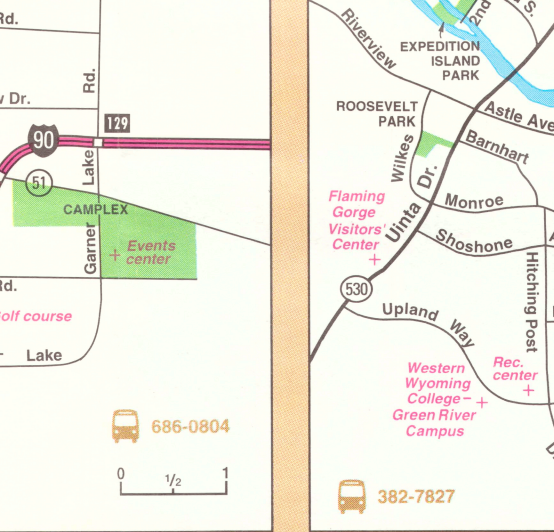 Rd.
w Dr.
Rd.
90
129
51
Lake
CAMPLEX
Garner
Events
center
Rd.
olf course
Lake
686-0804
0
1/2
1
Riverview
2nd
S.
EXPEDITION
ISLAND
PARK
ROOSEVELT
PARK
Astle Ave
Barnhart
Wilkes
Dr.
Uinta
Monroe
Flaming
Gorge
Visitors'
Center
Shoshone
530
Hitching Post
Upland Way
Western
Wyoming
College–
Green River
Campus
Rec.
center
382-7827